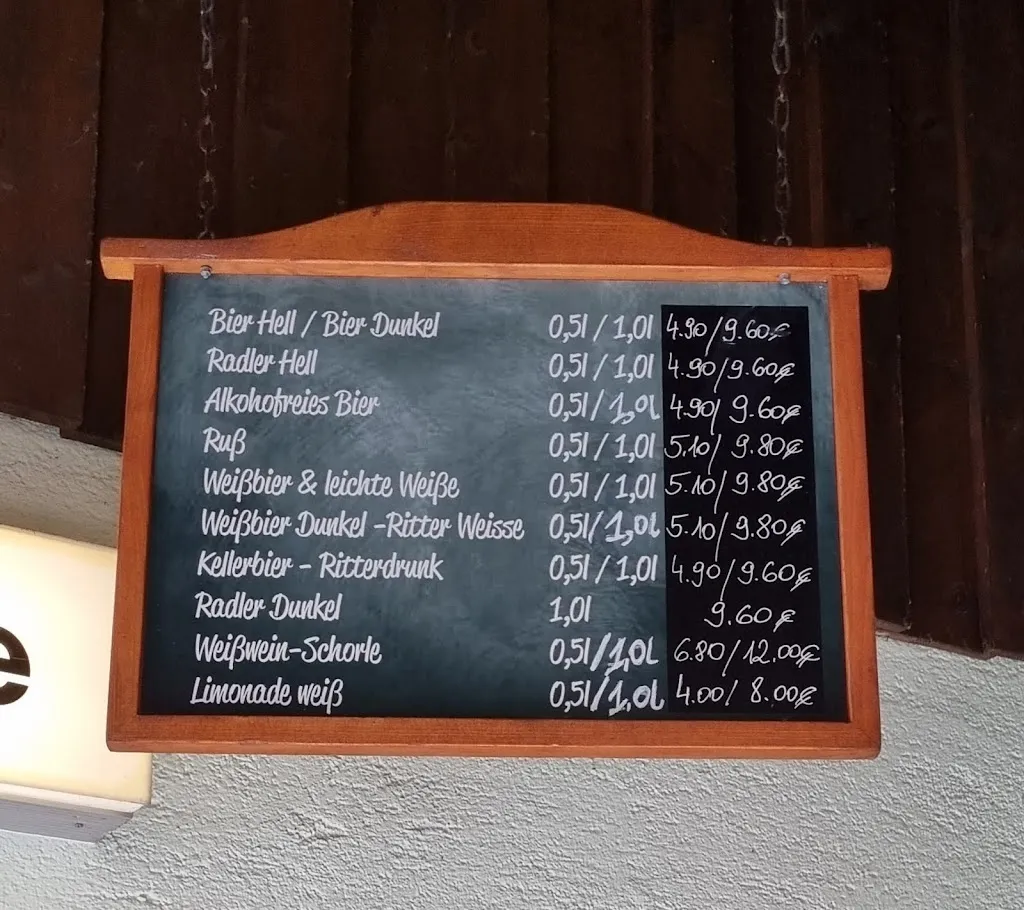 Bier Hell / Bier Dunkel 0,5l / 1,0l 4.90/9.60€
Radler Hell 0,5l / 1,0l 4.90/9.60€
Alkohofreies Bier 0,5l / 1,0l 4.90/ 9.60€
Ruß 0,5l / 1,0l 5.10/ 9.80€
Weißbier & leichte Weiße 0,5l / 1,0l 5.10/ 9.80€
Weißbier Dunkel -Ritter Weisse 0,5l/1,0l 5.10/9.80€
Kellerbier - Ritterdrunk 0,5l / 1,0l 4.90/9.60€
Radler Dunkel 1,0l 9.60€
Weißwein-Schorle 0,5l/1,0l 6.80/12.00€
Limonade weiß 0,5l/1,0l 4.00/ 8.00€
e